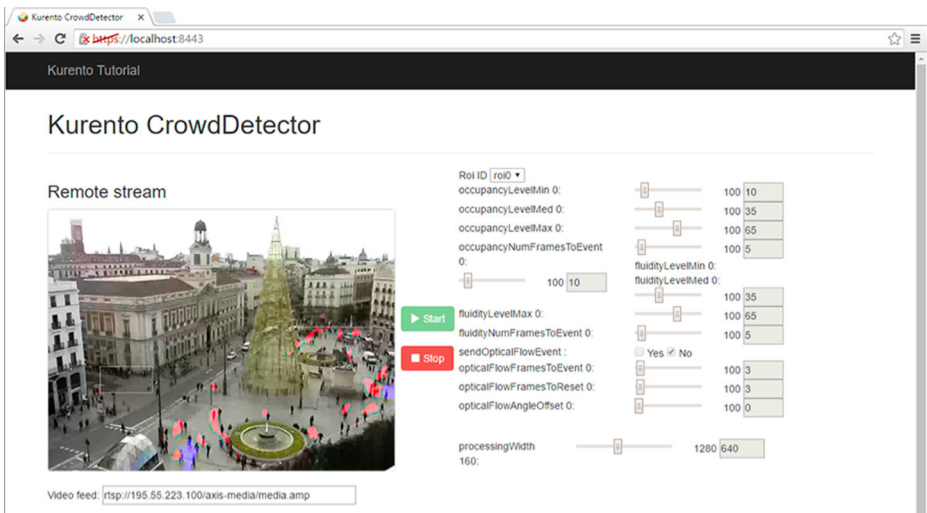 Kurento CrowdDetector
https://localhost:8443
Kurento Tutorial
Kurento CrowdDetector
Remote stream
Roi ID roi0
occupancyLevelMin 0: 100 10
occupancyLevelMed 0: 100 35
occupancyLevelMax 0: 100 65
occupancyNumFramesToEvent 0: 100 5
fluidityLevelMin 0:
100 10
fluidityLevelMed 0:
100 35
Start
fluidityLevelMax 0: 100 65
fluidityNumFramesToEvent 0: 100 5
Stop
sendOpticalFlowEvent : Yes No
opticalFlowFramesToEvent 0: 100 3
opticalFlowFramesToReset 0: 100 3
opticalFlowAngleOffset 0: 100 0
processingWidth 160: 1280 640
Video feed: rtsp://195.55.223.100/axis-media/media.amp